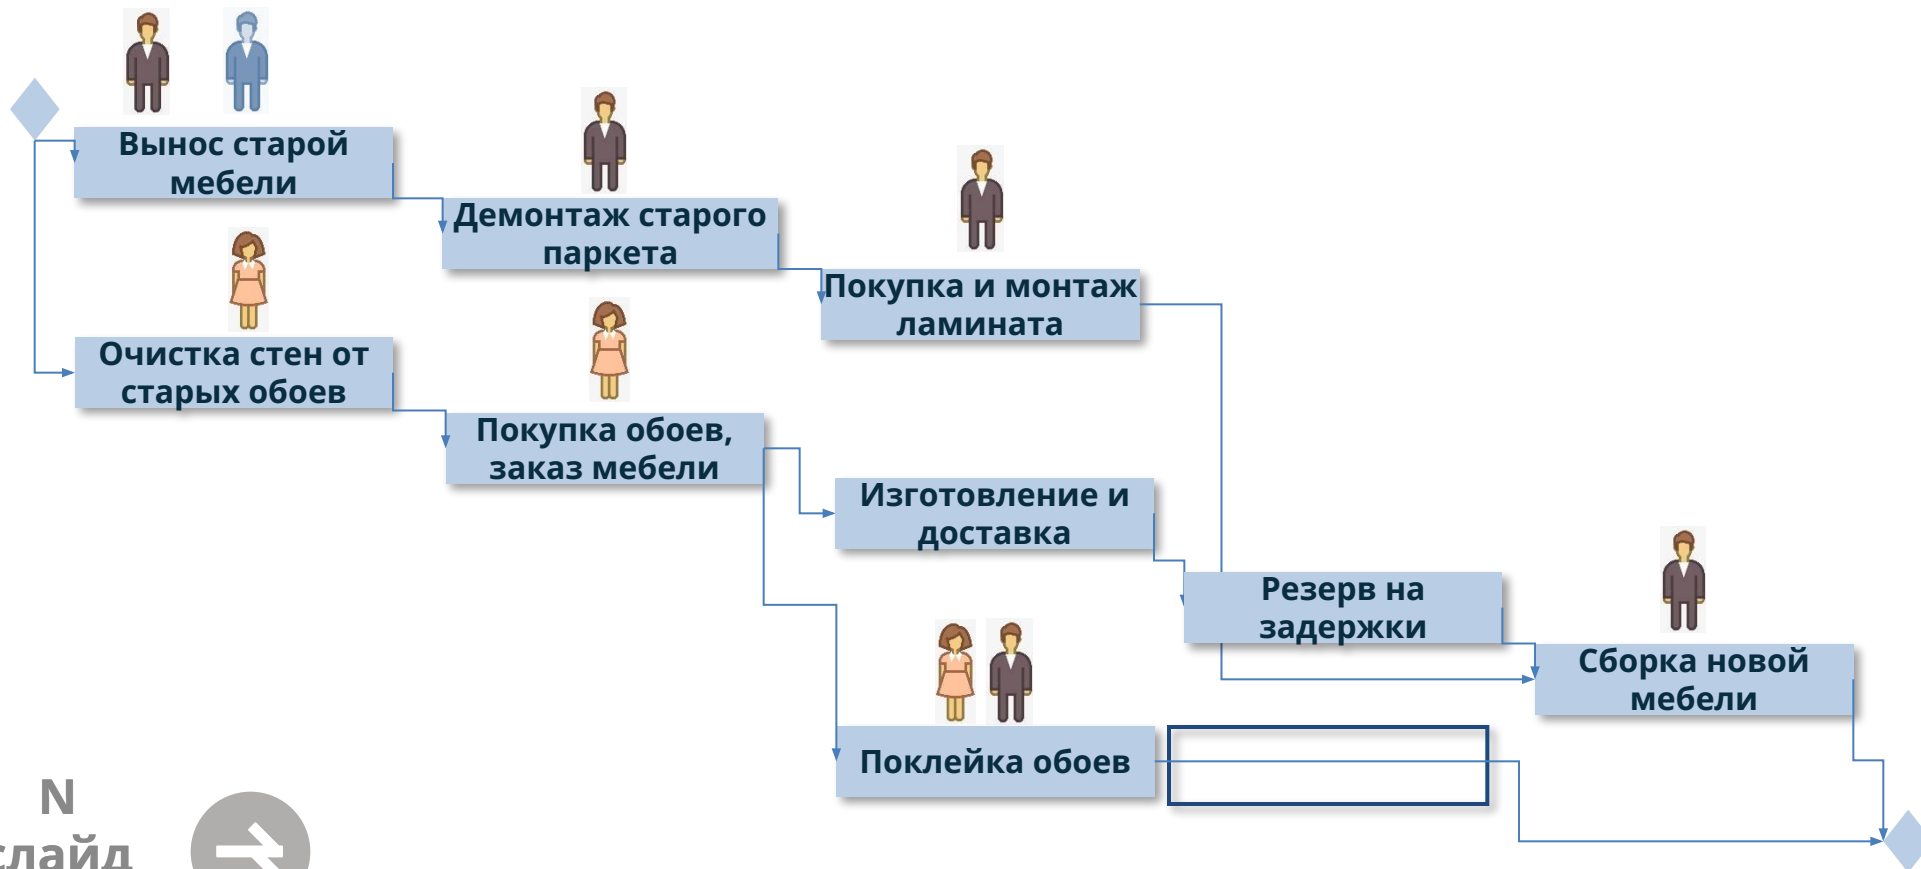 Вынос старой
мебели
Демонтаж старого
паркета
Покупка и монтаж
ламината
Очистка стен от
старых обоев
Покупка обоев,
заказ мебели
Изготовление и
доставка
Резерв на
задержки
Сборка новой
мебели
Поклейка обоев
N
слайд